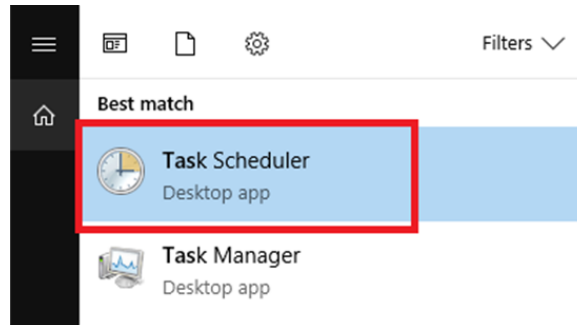 Filters
Best match
Task Scheduler
Desktop app
Task Manager
Desktop app